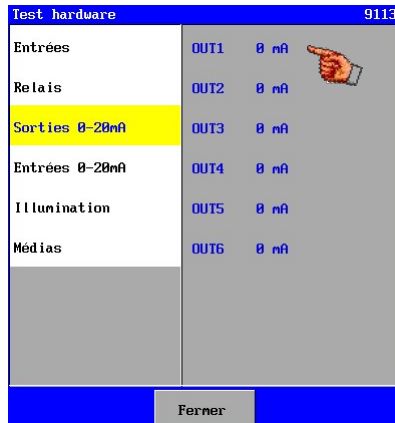 Test hardware 9113
Entrées OUT1 0 mA
Relais OUT2 0 mA
Sorties 0-20mA OUT3 0 mA
Entrées 0-20mA OUT4 0 mA
Illumination OUT5 0 mA
Médias OUT6 0 mA
Fermer